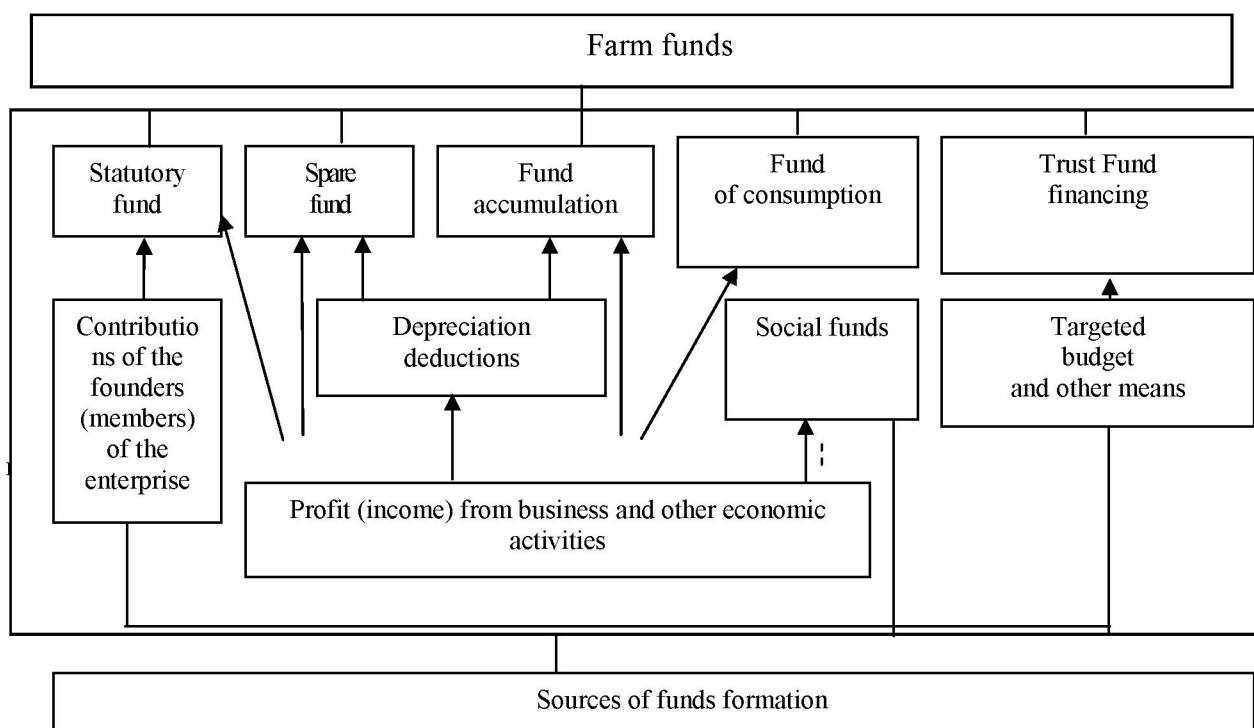 Farm funds
Statutory
fund
Spare
fund
Fund
accumulation
Fund
of consumption
Trust Fund
financing
Contributio
ns of the
founders
(members)
of the
enterprise
Depreciation
deductions
Social funds
Targeted
budget
and other means
Profit (income) from business and other economic
activities
Sources of funds formation